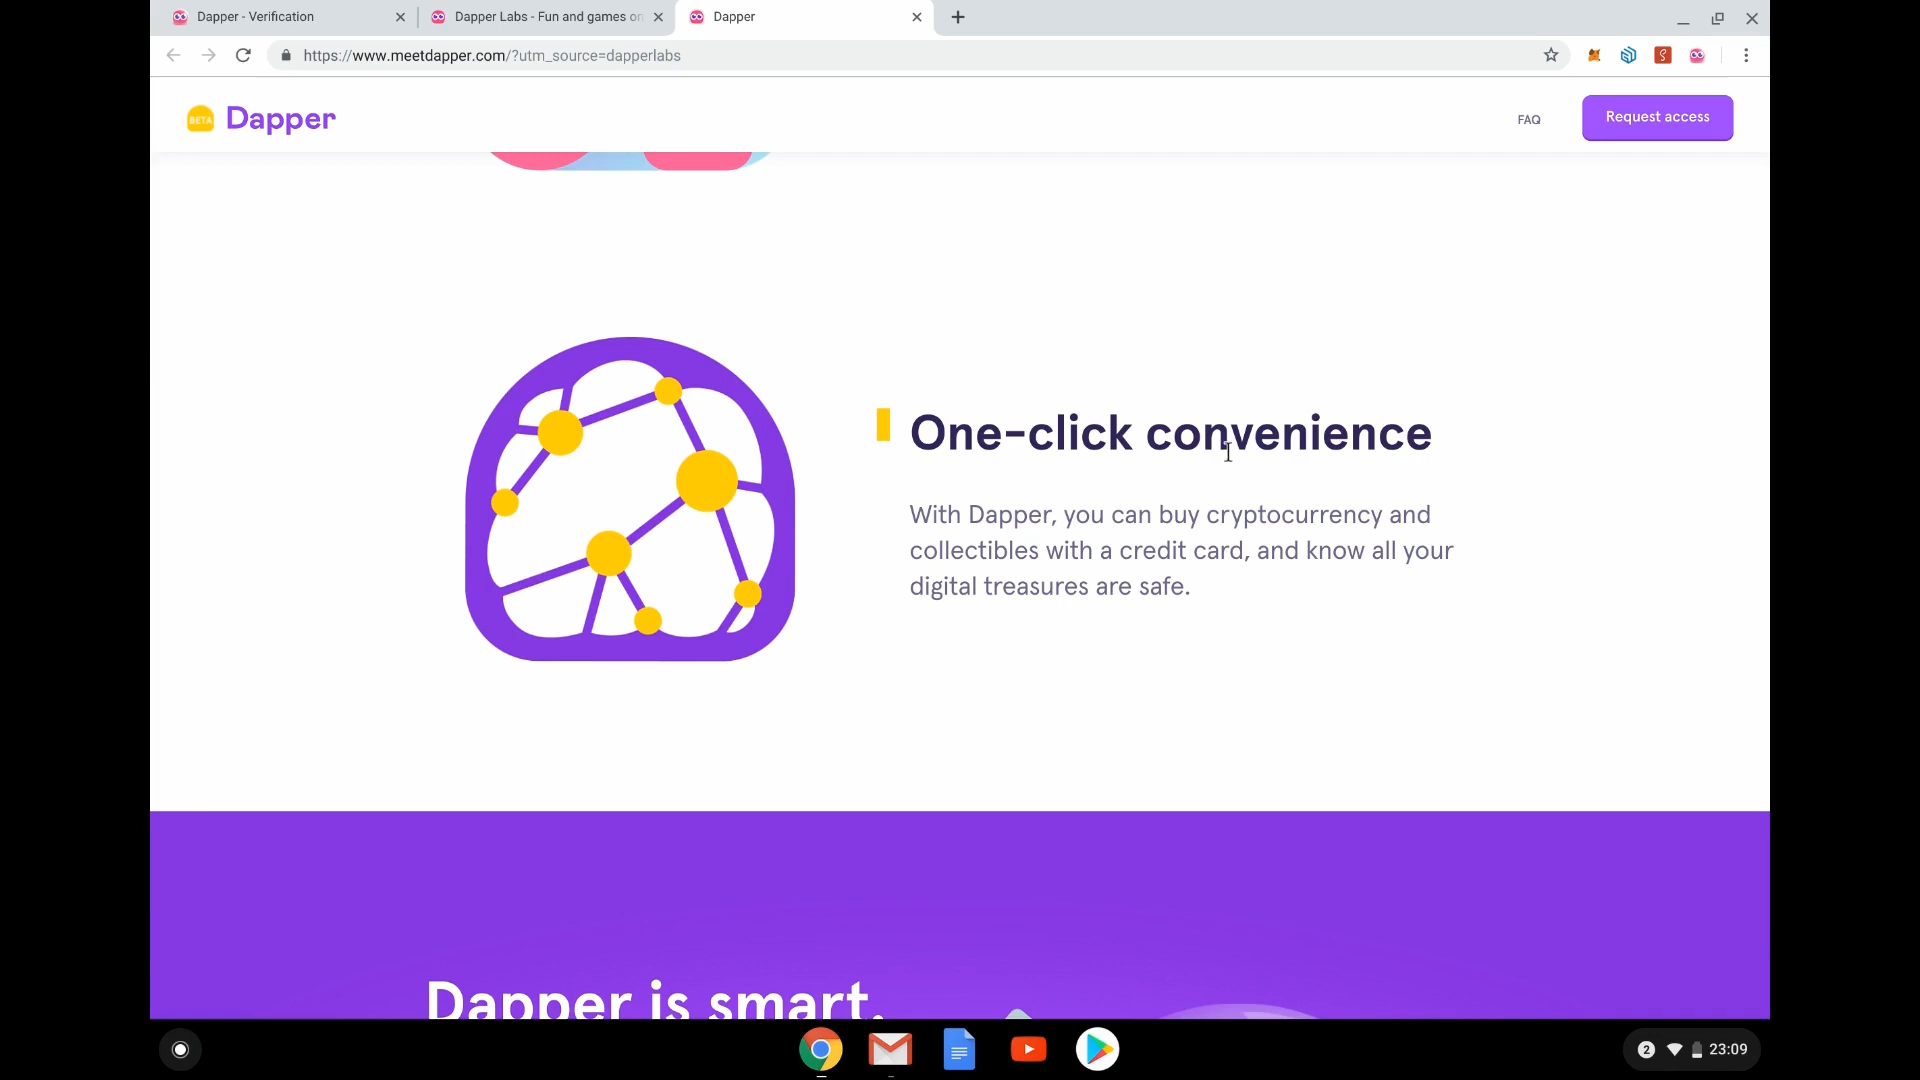 Dapper - Verification
Dapper Labs - Fun and games on
Dapper
https://www.meetdapper.com/?utm_source=dapperlabs
BETA
Dapper
FAQ
Request access
One-click convenience
With Dapper, you can buy cryptocurrency and
collectibles with a credit card, and know all your
digital treasures are safe.
Dapper is smart.
2
23:09